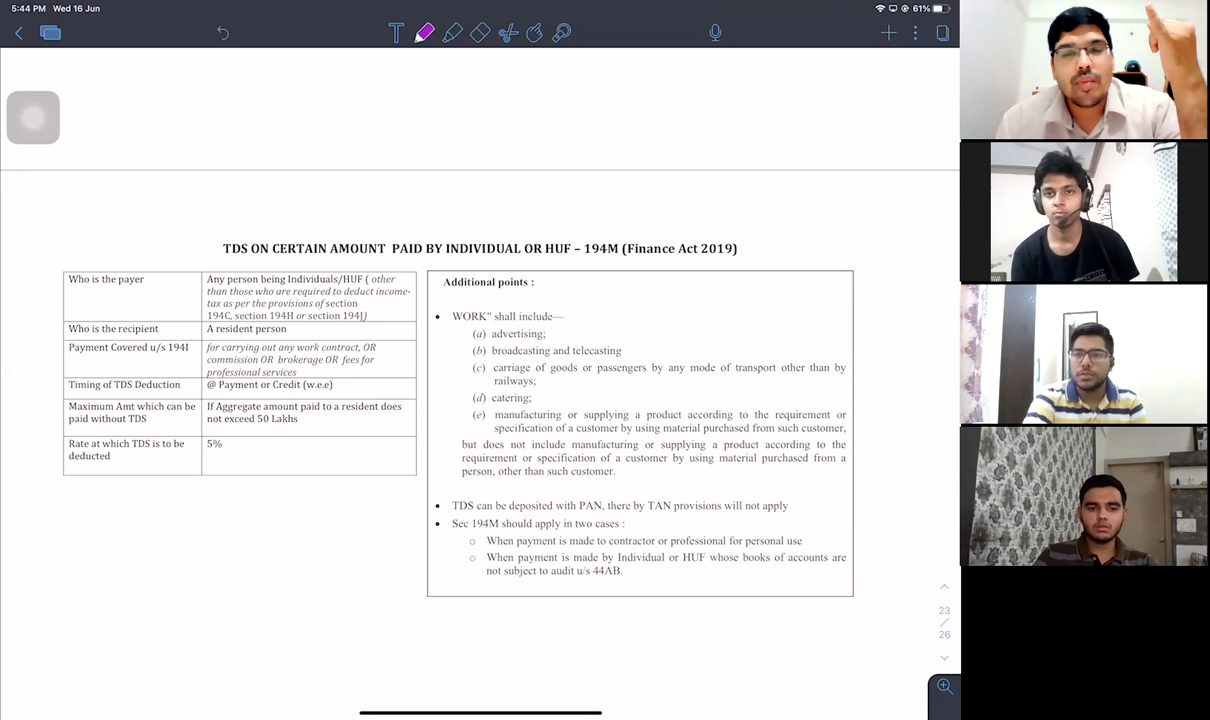 5:44 PM Wed 16 Jun
61%
T
TDS ON CERTAIN AMOUNT PAID BY INDIVIDUAL OR HUF – 194M (Finance Act 2019)
Who is the payer
Any person being Individuals/HUF ( other
than those who are required to deduct income-
tax as per the provisions of section
194C, section 194H or section 194J)
Who is the recipient
A resident person
Payment Covered u/s 194I
for carrying out any work contract, OR
commission OR brokerage OR fees for
professional services
Timing of TDS Deduction
@ Payment or Credit (w.e.e)
Maximum Amt which can be
paid without TDS
If Aggregate amount paid to a resident does
not exceed 50 Lakhs
Rate at which TDS is to be
deducted
5%
Additional points :
• WORK" shall include—
(a) advertising;
(b) broadcasting and telecasting
(c) carriage of goods or passengers by any mode of transport other than by
railways;
(d) catering;
(e) manufacturing or supplying a product according to the requirement or
specification of a customer by using material purchased from such customer,
but does not include manufacturing or supplying a product according to the
requirement or specification of a customer by using material purchased from a
person, other than such customer.
• TDS can be deposited with PAN, there by TAN provisions will not apply
• Sec 194M should apply in two cases :
o When payment is made to contractor or professional for personal use
o When payment is made by Individual or HUF whose books of accounts are
not subject to audit u/s 44AB.
23
/
26